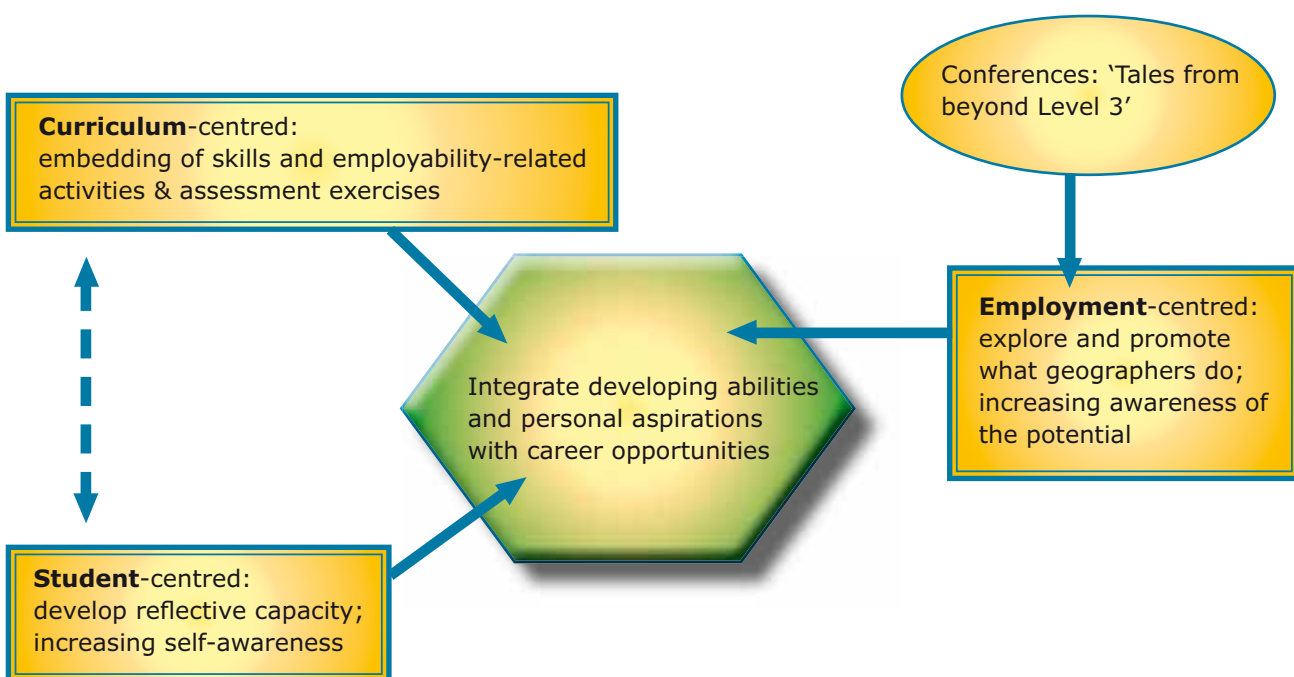 Conferences: ‘Tales from
beyond Level 3’
Curriculum-centred:
embedding of skills and employability-related
activities & assessment exercises
Employment-centred:
explore and promote
what geographers do;
increasing awareness of
the potential
Integrate developing abilities
and personal aspirations
with career opportunities
Student-centred:
develop reflective capacity;
increasing self-awareness